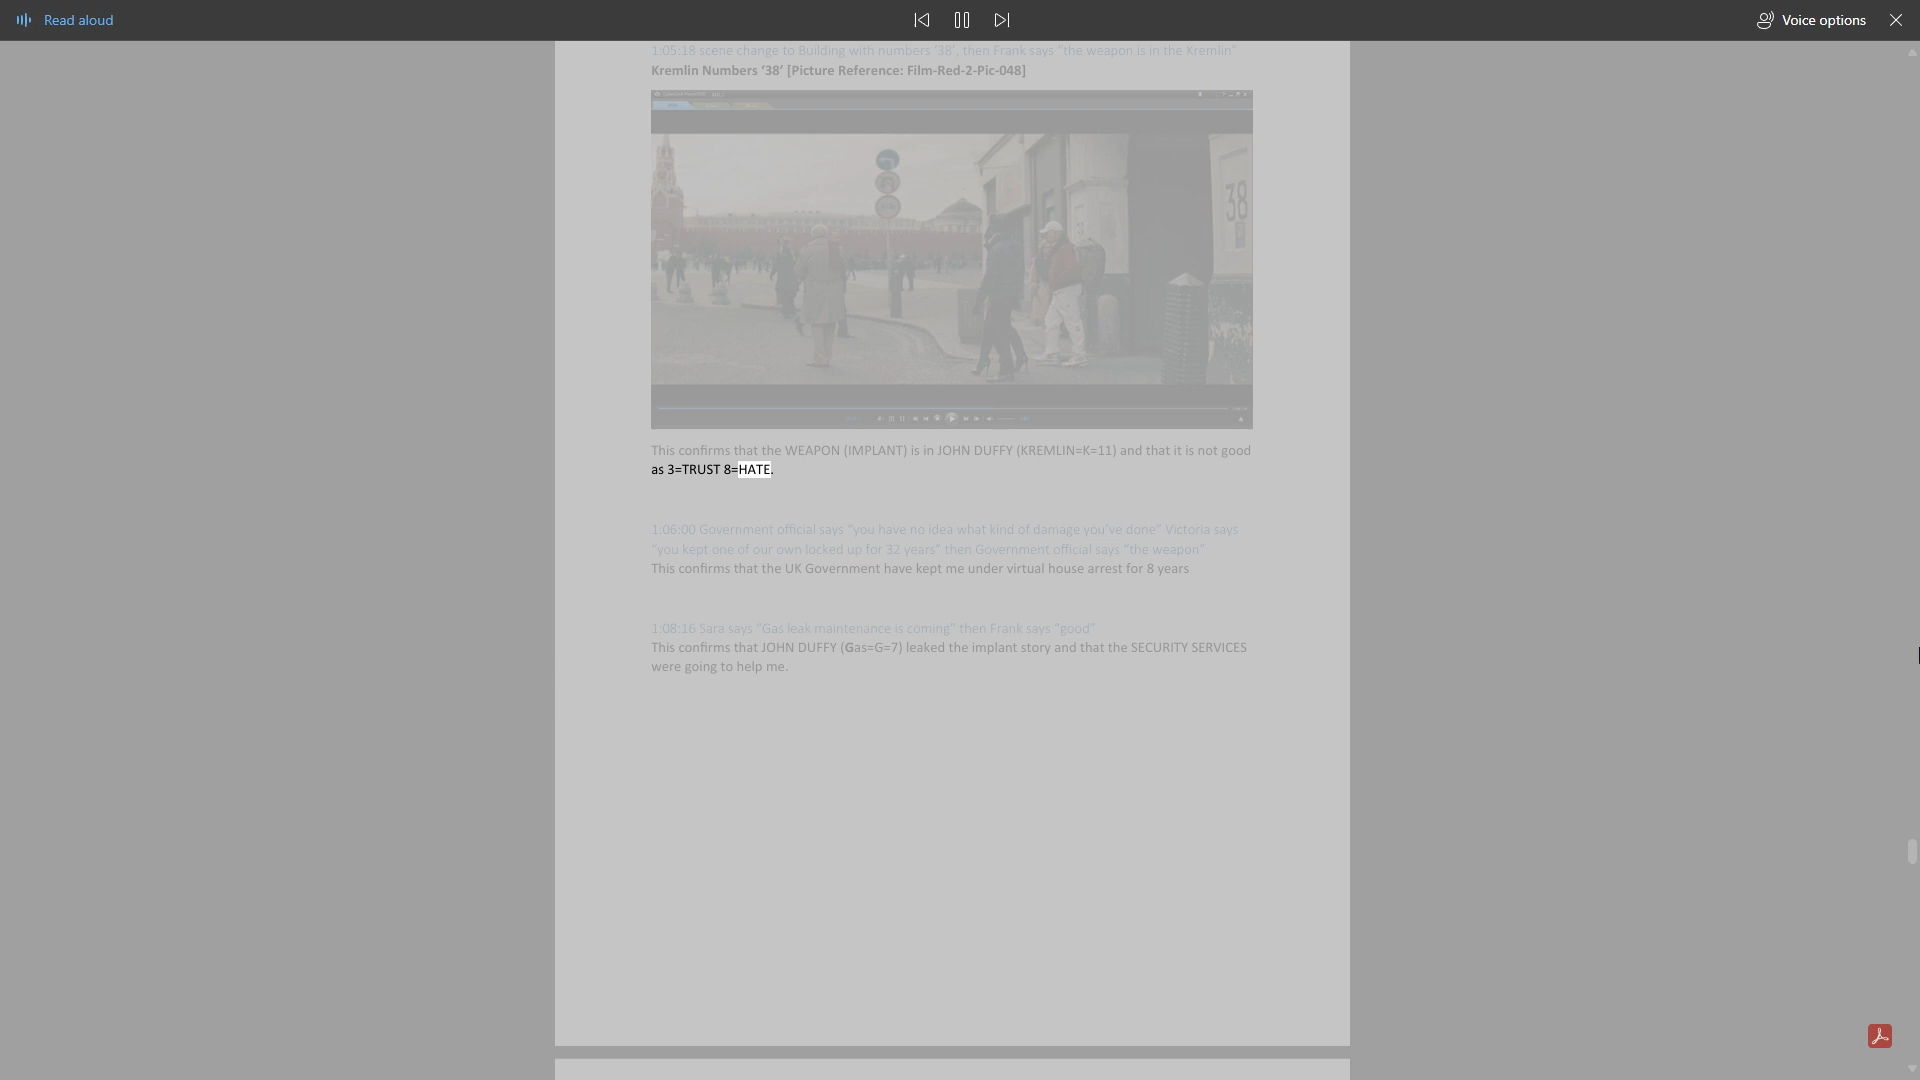 Read aloud
Voice options
1:05:18 scene change to Building with numbers ‘38’, then Frank says “the weapon is in the Kremlin”
Kremlin Numbers ‘38’ [Picture Reference: Film-Red-2-Pic-048]
38
This confirms that the WEAPON (IMPLANT) is in JOHN DUFFY (KREMLIN=K=11) and that it is not good
as 3=TRUST 8=HATE.
1:06:00 Government official says “you have no idea what kind of damage you’ve done” Victoria says
“you kept one of our own locked up for 32 years” then Government official says “the weapon”
This confirms that the UK Government have kept me under virtual house arrest for 8 years
1:08:16 Sara says “Gas leak maintenance is coming” then Frank says “good”
This confirms that JOHN DUFFY (Gas=G=7) leaked the implant story and that the SECURITY SERVICES
were going to help me.